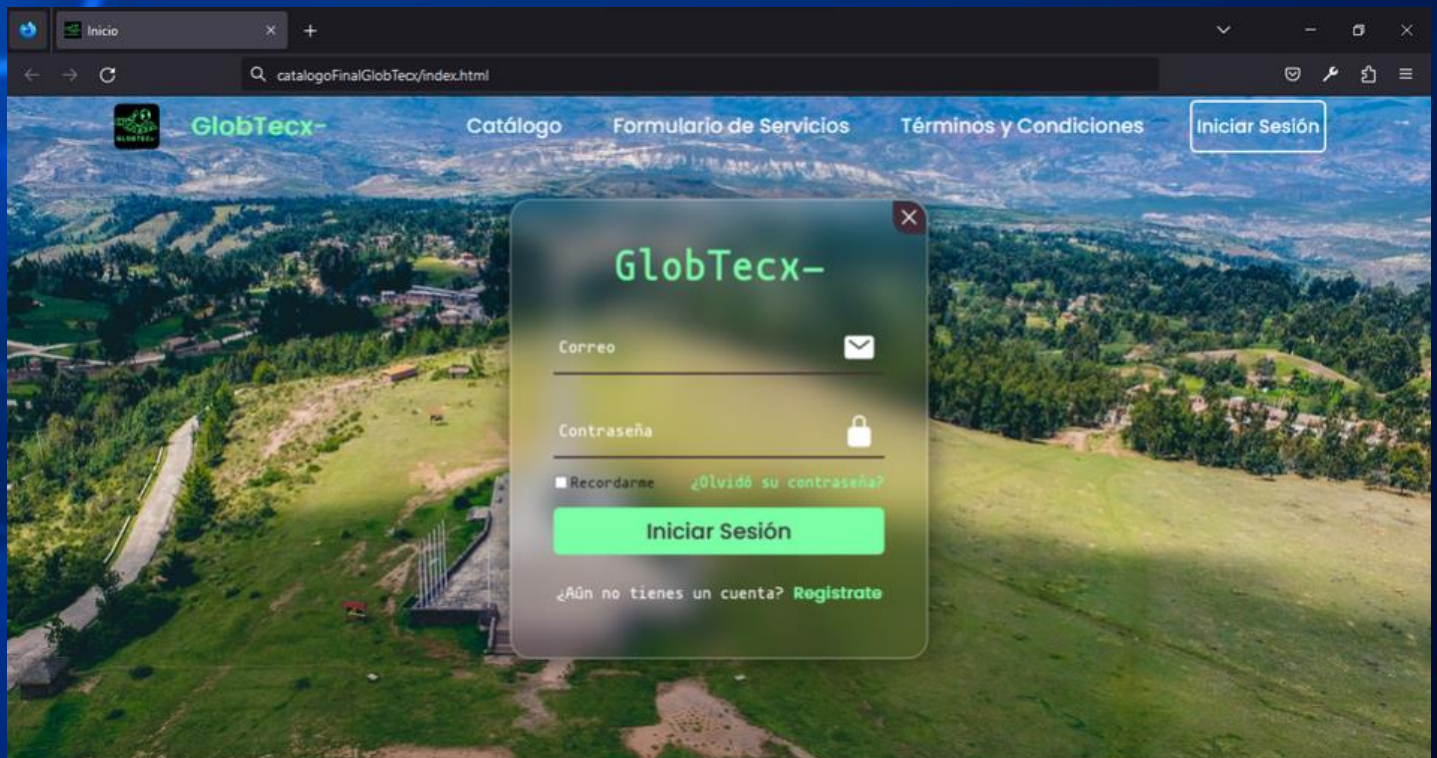 Inicio
catalogoFinalGlobTecx/index.html
GLOBTECx-
GlobTecx-
Catálogo
Formulario de Servicios
Términos y Condiciones
Iniciar Sesión
GlobTecx-
Correo
Contraseña
Recordarme ¿Olvidó su contraseña?
Iniciar Sesión
¿Aún no tienes un cuenta? Registrate